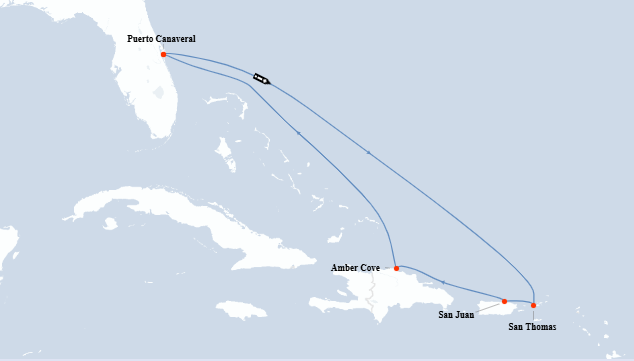 Puerto Canaveral
Amber Cove
San Juan
San Thomas